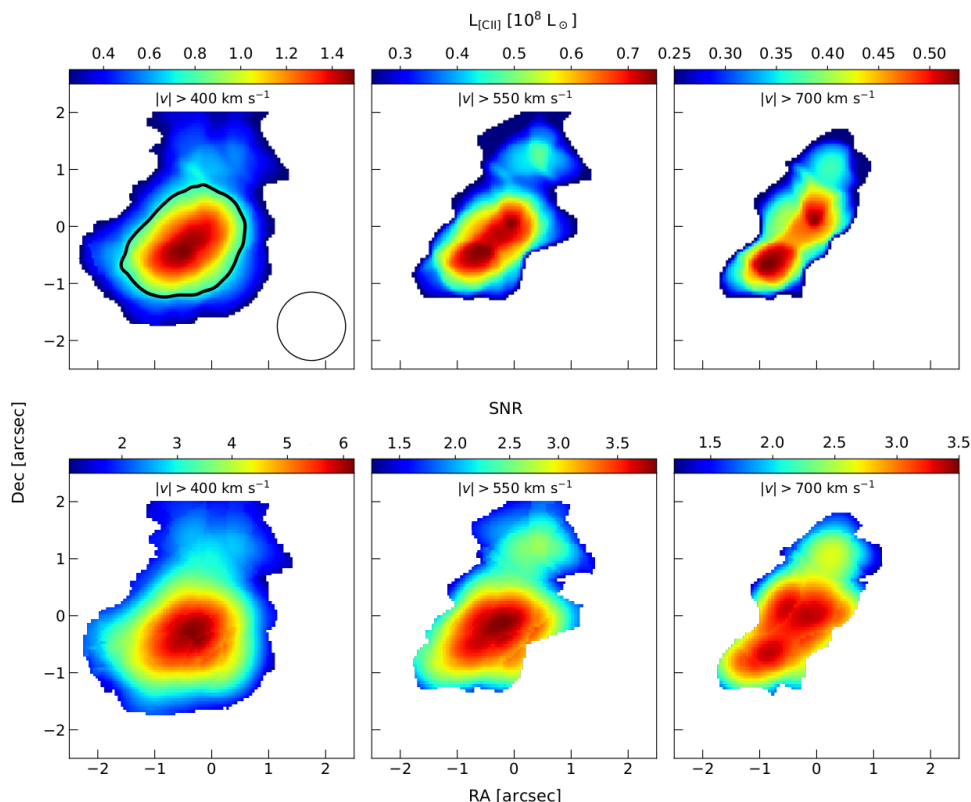 L[CII] [10⁸ L⊙]
0.4 0.6 0.8 1.0 1.2 1.4
0.3 0.4 0.5 0.6 0.7
0.25 0.30 0.35 0.40 0.45 0.50
|v| > 400 km s⁻¹
|v| > 550 km s⁻¹
|v| > 700 km s⁻¹
2
1
0
−1
−2
SNR
2 3 4 5 6
1.5 2.0 2.5 3.0 3.5
1.5 2.0 2.5 3.0 3.5
|v| > 400 km s⁻¹
|v| > 550 km s⁻¹
|v| > 700 km s⁻¹
Dec [arcsec]
2
1
0
−1
−2
−2 −1 0 1 2
−2 −1 0 1 2
−2 −1 0 1 2
RA [arcsec]